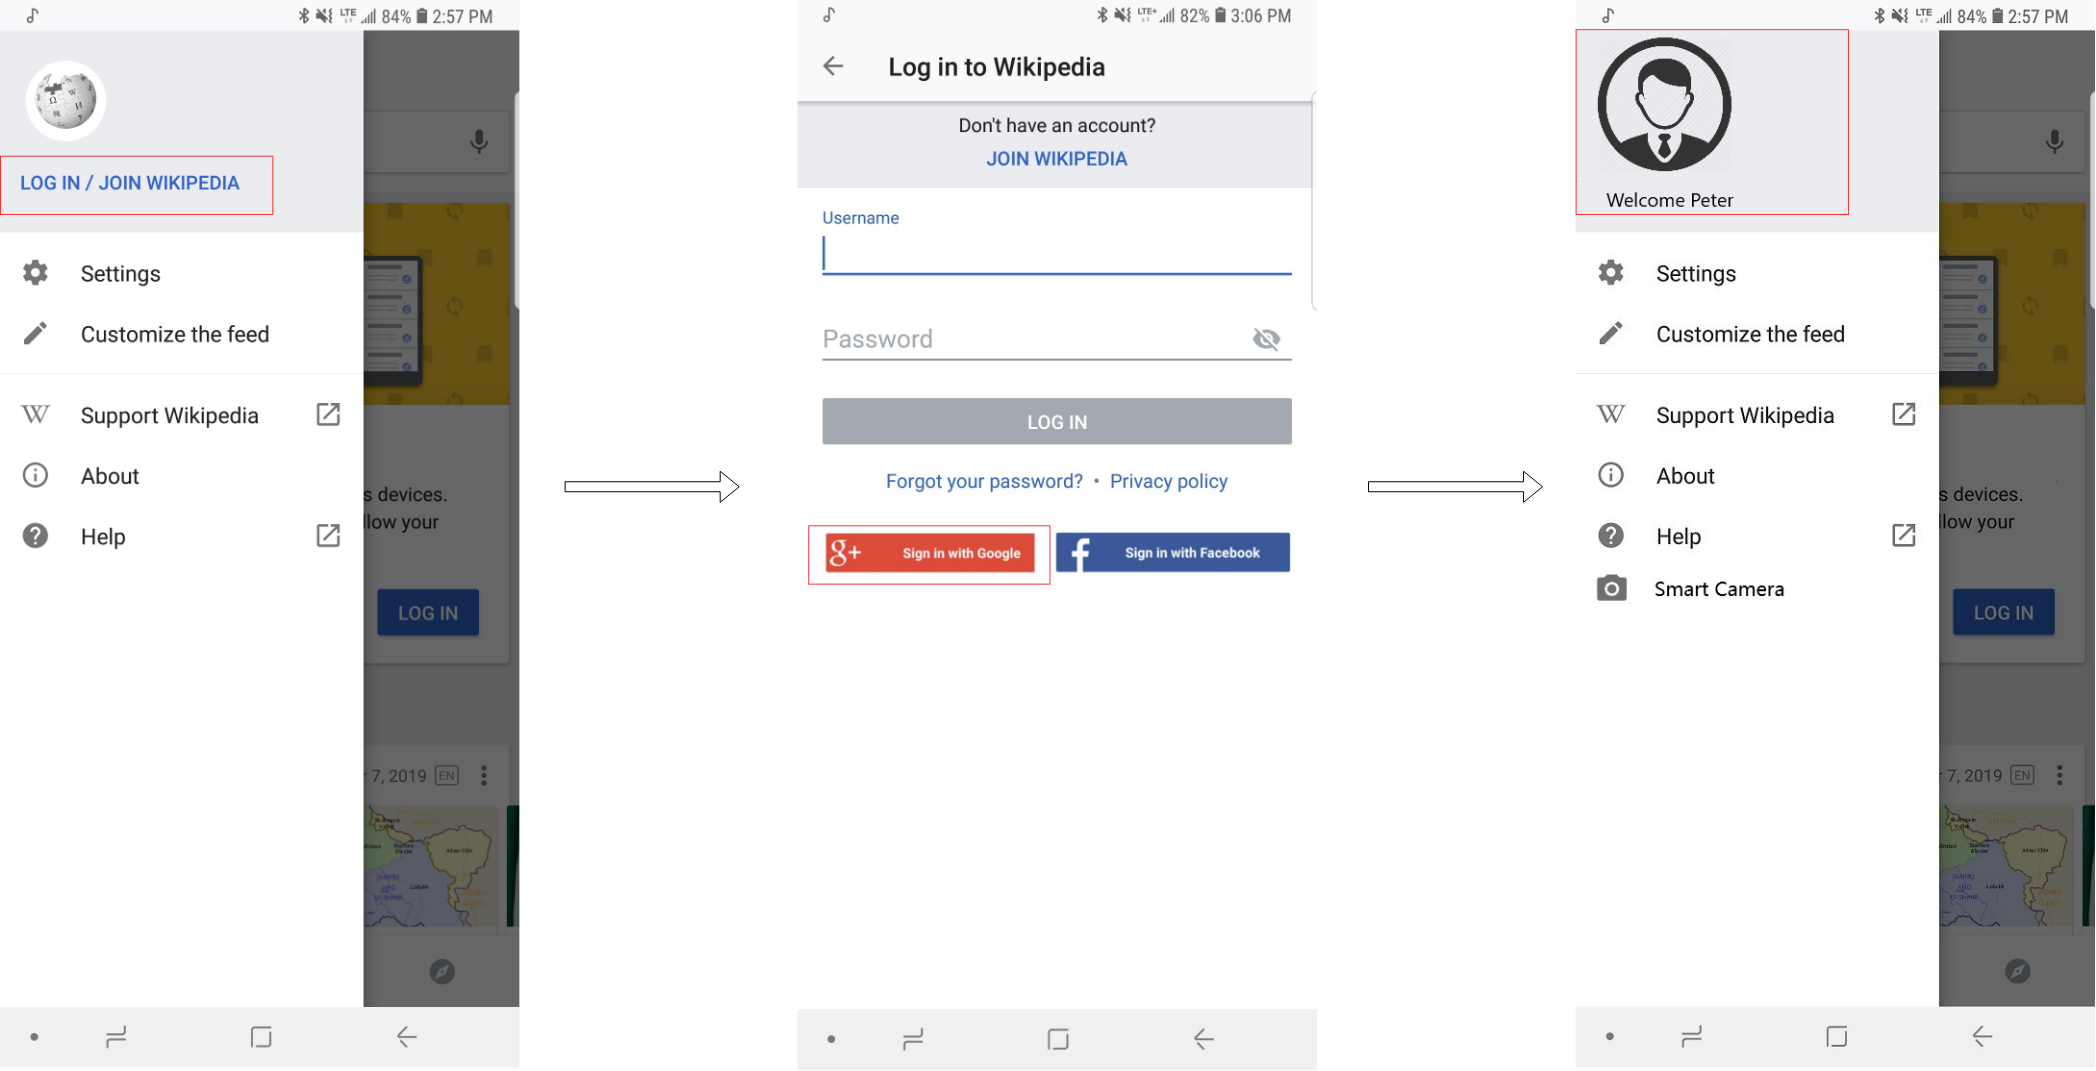 LTE 84% 2:57 PM
LOG IN / JOIN WIKIPEDIA
Settings
Customize the feed
W Support Wikipedia
About
Help
s devices.
llow your
LOG IN
7, 2019 EN
LTE+ 82% 3:06 PM
Log in to Wikipedia
Don't have an account?
JOIN WIKIPEDIA
Username
Password
LOG IN
Forgot your password? • Privacy policy
g+ Sign in with Google
f Sign in with Facebook
LTE 84% 2:57 PM
Welcome Peter
Settings
Customize the feed
W Support Wikipedia
About
Help
Smart Camera
s devices.
low your
LOG IN
7, 2019 EN